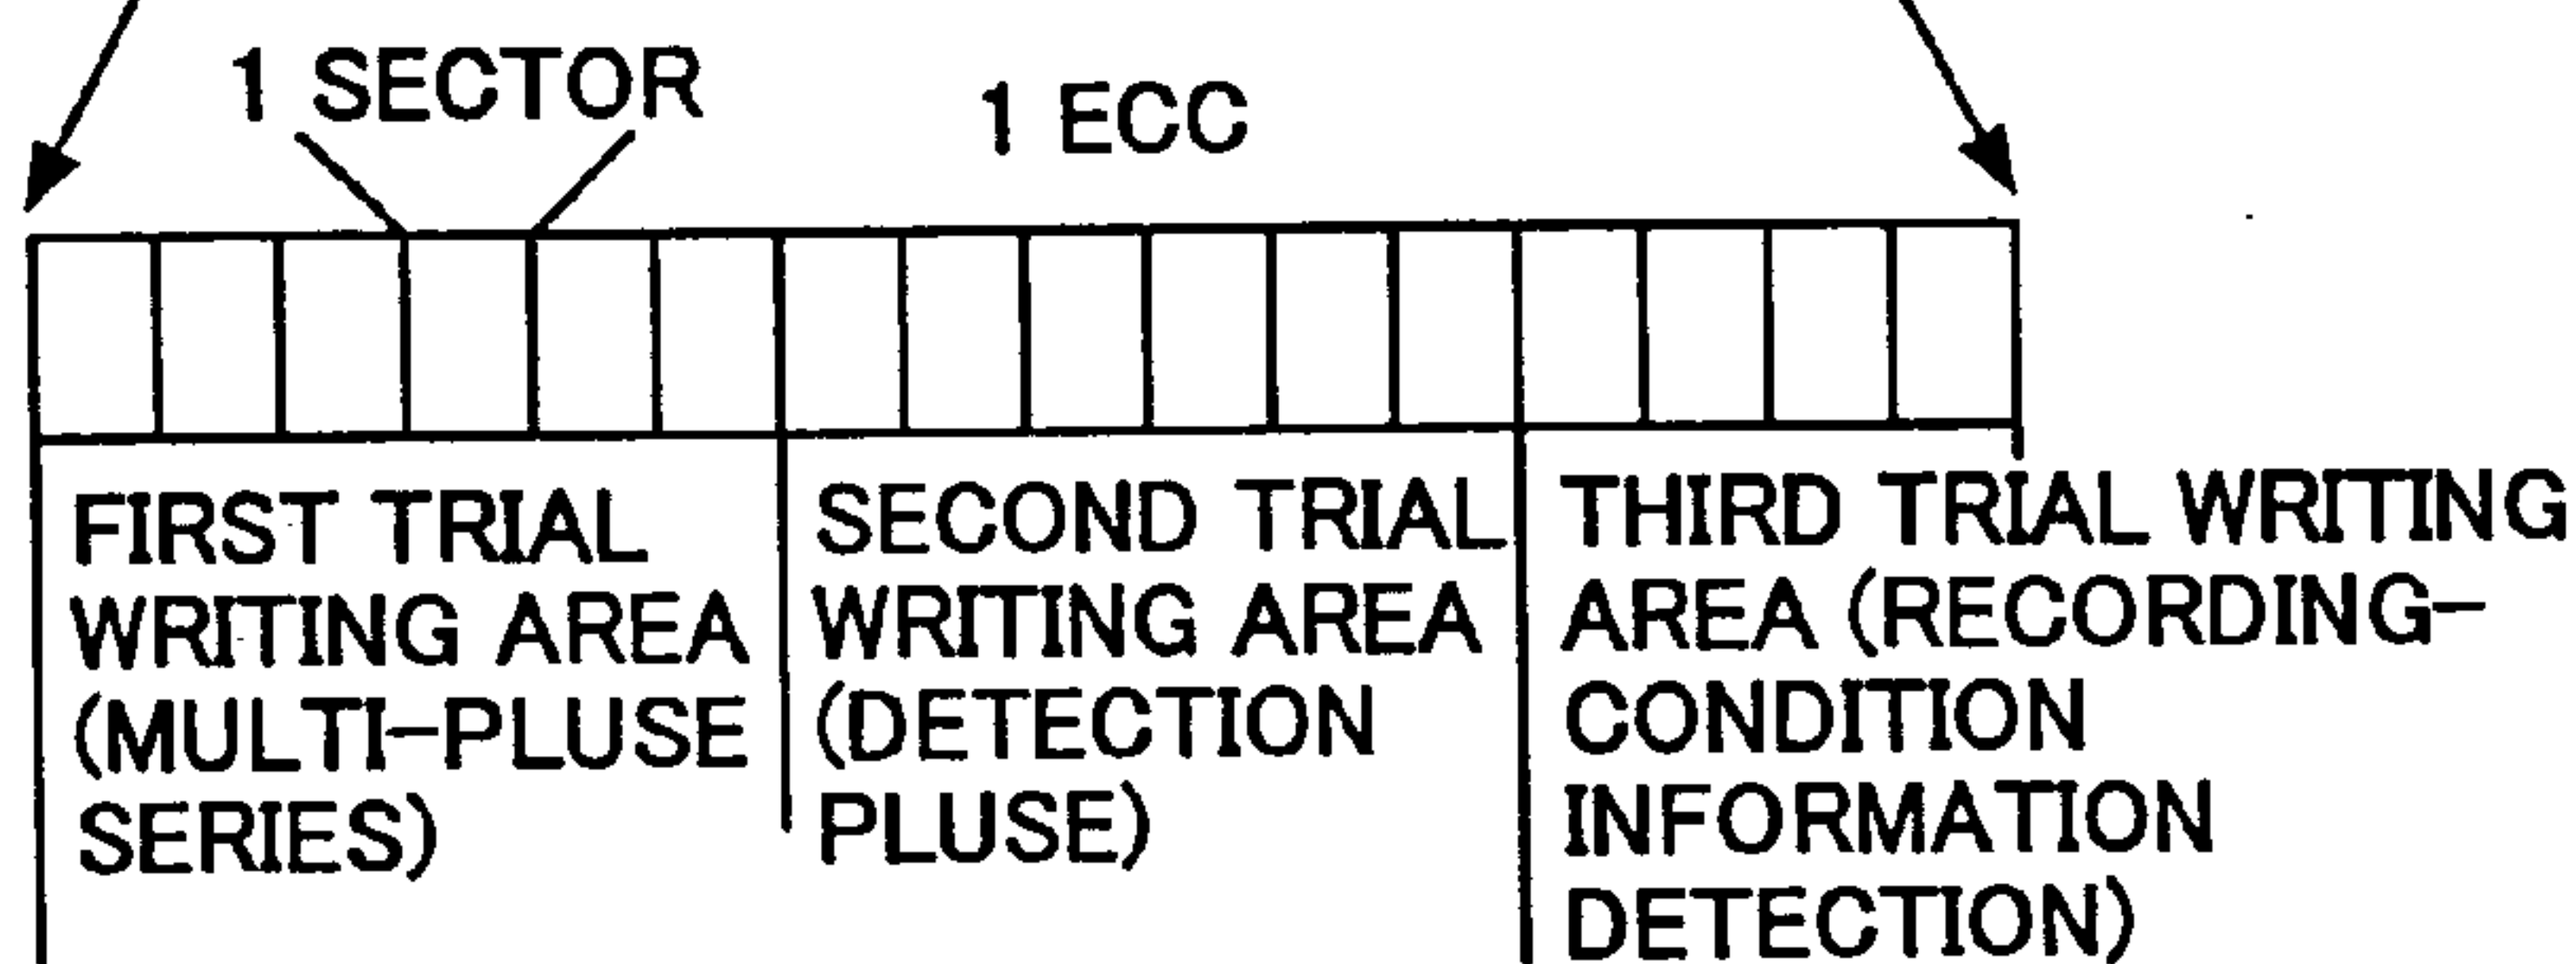 1 SECTOR
1 ECC
FIRST TRIAL
WRITING AREA
(MULTI-PLUSE
SERIES)
SECOND TRIAL
WRITING AREA
(DETECTION
PLUSE)
THIRD TRIAL WRITING
AREA (RECORDING-
CONDITION
INFORMATION
DETECTION)